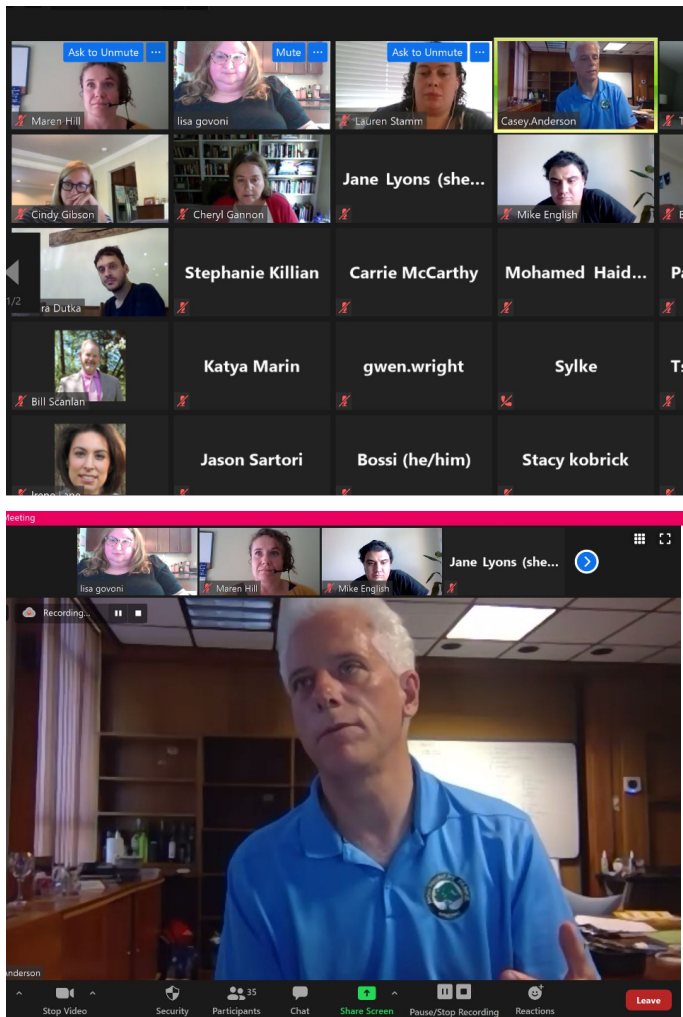 Ask to Unmute ...
Mute ...
Ask to Unmute ...
Maren Hill
lisa govoni
Lauren Stamm
Casey.Anderson
Cindy Gibson
Cheryl Gannon
Jane Lyons (she...
Mike English
1/2
ra Dutka
Stephanie Killian
Carrie McCarthy
Mohamed Haid...
Bill Scanlan
Katya Marin
gwen.wright
Sylke
Irene Lane
Jason Sartori
Bossi (he/him)
Stacy kobrick
Meeting
lisa govoni
Maren Hill
Mike English
Jane Lyons (she...
Recording...
nderson
Stop Video
Security
Participants
35
Chat
Share Screen
Pause/Stop Recording
Reactions
Leave